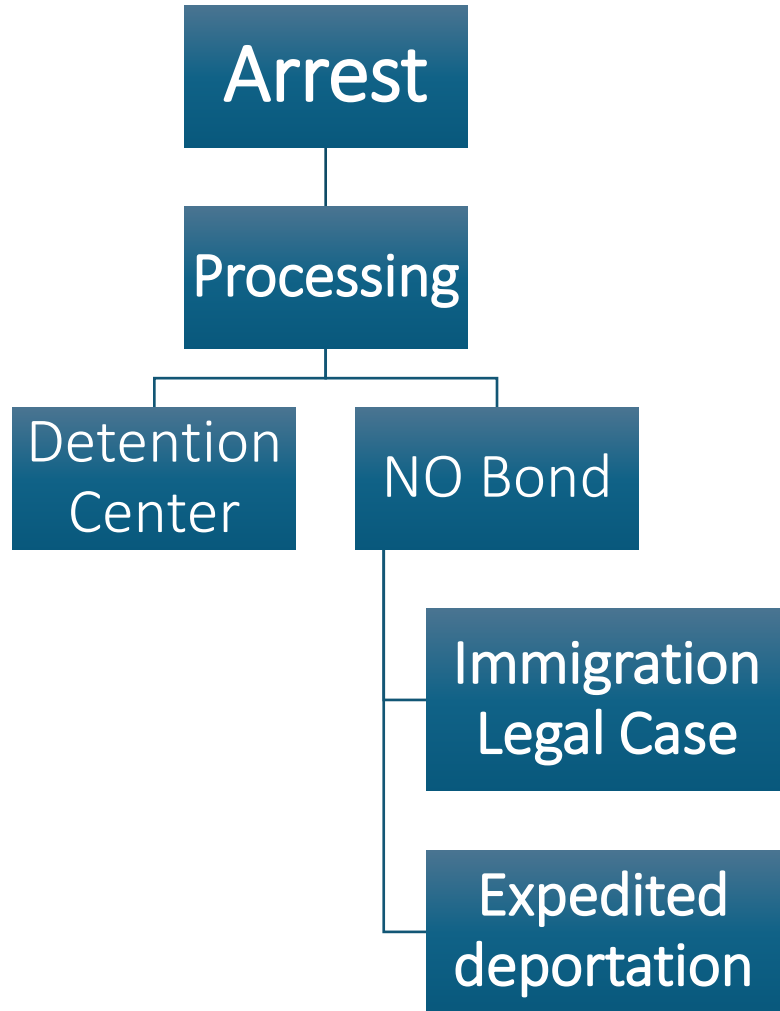 Arrest
Processing
Detention
Center
NO Bond
Immigration
Legal Case
Expedited
deportation